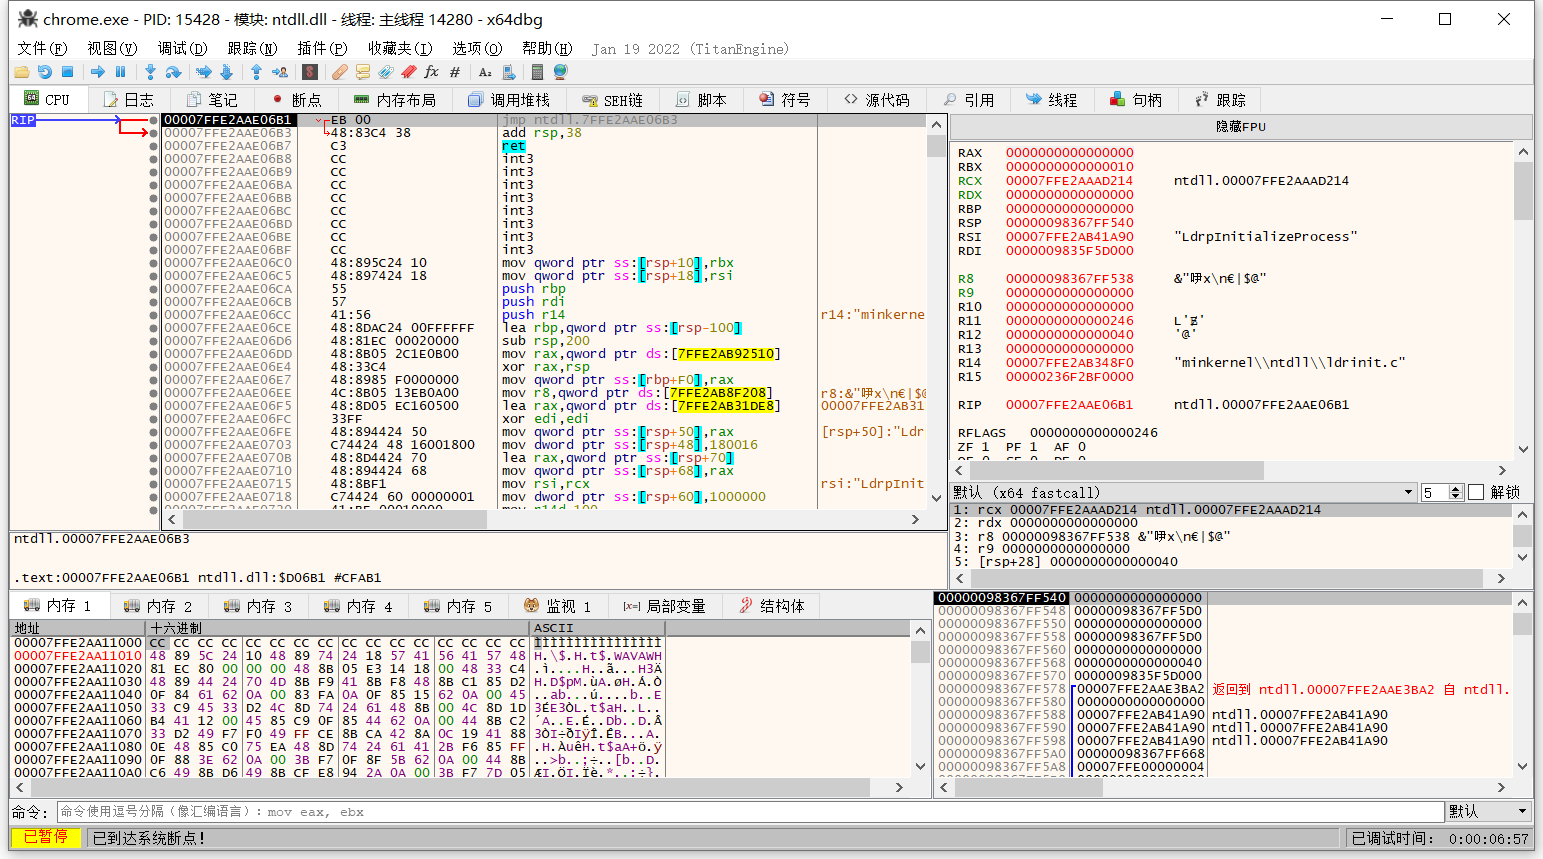 chrome.exe - PID: 15428 - 模块: ntdll.dll - 线程: 主线程 14280 - x64dbg
文件(F) 视图(V) 调试(D) 跟踪(N) 插件(P) 收藏夹(I) 选项(O) 帮助(H) Jan 19 2022 (TitanEngine)
CPU 日志 笔记 断点 内存布局 调用堆栈 SEH链 脚本 符号 源代码 引用 线程 句柄 跟踪
RIP
00007FFE2AAE06B1 EB 00 jmp ntdll.7FFE2AAE06B3
00007FFE2AAE06B3 48:83C4 38 add rsp,38
00007FFE2AAE06B7 C3 ret
00007FFE2AAE06B8 CC int3
00007FFE2AAE06B9 CC int3
00007FFE2AAE06BA CC int3
00007FFE2AAE06BB CC int3
00007FFE2AAE06BC CC int3
00007FFE2AAE06BD CC int3
00007FFE2AAE06BE CC int3
00007FFE2AAE06BF CC int3
00007FFE2AAE06C0 48:895C24 10 mov qword ptr ss:[rsp+10],rbx
00007FFE2AAE06C5 48:897424 18 mov qword ptr ss:[rsp+18],rsi
00007FFE2AAE06CA 55 push rbp
00007FFE2AAE06CB 57 push rdi
00007FFE2AAE06CC 41:56 push r14 r14:"minkerne
00007FFE2AAE06CE 48:8DAC24 00FFFFFF lea rbp,qword ptr ss:[rsp-100]
00007FFE2AAE06D6 48:81EC 00020000 sub rsp,200
00007FFE2AAE06DD 48:8B05 2C1E0B00 mov rax,qword ptr ds:[7FFE2AB92510]
00007FFE2AAE06E4 48:33C4 xor rax,rsp
00007FFE2AAE06E7 48:8985 F0000000 mov qword ptr ss:[rbp+F0],rax
00007FFE2AAE06EE 4C:8B05 13EB0A00 mov r8,qword ptr ds:[7FFE2AB8F208] r8:&"咿x\n€|$@
00007FFE2AAE06F5 48:8D05 EC160500 lea rax,qword ptr ds:[7FFE2AB31DE8] 00007FFE2AB31
00007FFE2AAE06FC 33FF xor edi,edi
00007FFE2AAE06FE 48:894424 50 mov qword ptr ss:[rsp+50],rax [rsp+50]:"Ldr
00007FFE2AAE0703 C74424 48 16001800 mov dword ptr ss:[rsp+48],180016
00007FFE2AAE070B 48:8D4424 70 lea rax,qword ptr ss:[rsp+70]
00007FFE2AAE0710 48:894424 68 mov qword ptr ss:[rsp+68],rax
00007FFE2AAE0715 48:8BF1 mov rsi,rcx rsi:"LdrpInit
00007FFE2AAE0718 C74424 60 00000001 mov dword ptr ss:[rsp+60],1000000
ntdll.00007FFE2AAE06B3
.text:00007FFE2AAE06B1 ntdll.dll:$D06B1 #CFAB1
隐藏FPU
RAX 0000000000000000
RBX 0000000000000010
RCX 00007FFE2AAAD214 ntdll.00007FFE2AAAD214
RDX 0000000000000000
RBP 0000000000000000
RSP 00000098367FF540
RSI 00007FFE2AB41A90 "LdrpInitializeProcess"
RDI 0000009835F5D000
R8 00000098367FF538 &"咿x\n€|$@"
R9 0000000000000000
R10 0000000000000000
R11 0000000000000246
R12 0000000000000040 '@'
R13 0000000000000000
R14 00007FFE2AB348F0 "minkernel\\ntdll\\ldrinit.c"
R15 00000236F2BF0000
RIP 00007FFE2AAE06B1 ntdll.00007FFE2AAE06B1
RFLAGS 0000000000000246
ZF 1 PF 1 AF 0
默认 (x64 fastcall) 5 解锁
1: rcx 00007FFE2AAAD214 ntdll.00007FFE2AAAD214
2: rdx 0000000000000000
3: r8 00000098367FF538 &"咿x\n€|$@"
4: r9 0000000000000000
5: [rsp+28] 0000000000000040
内存 1 内存 2 内存 3 内存 4 内存 5 监视 1 [x=] 局部变量 结构体
地址 十六进制 ASCII
00007FFE2AA11000 CC CC CC CC CC CC CC CC CC CC CC CC CC CC CC CC ÌÌÌÌÌÌÌÌÌÌÌÌÌÌÌÌ
00007FFE2AA11010 48 89 5C 24 10 48 89 74 24 18 57 41 56 41 57 48 H.\$.H.t$.WAVAWH
00007FFE2AA11020 81 EC 80 00 00 00 48 8B 05 E3 14 18 00 48 33 C4 .ì....H..ã...H3Ä
00007FFE2AA11030 48 89 44 24 70 4D 8B F9 41 8B F8 48 8B C1 85 D2 H.D$pM.ùA.øH.Á.Ò
00007FFE2AA11040 0F 84 61 62 0A 00 83 FA 0A 0F 85 15 62 0A 00 45 ..ab...ú....b..E
00007FFE2AA11050 33 C9 45 33 D2 4C 8D 74 24 61 48 8B 00 4C 8D 1D 3ÉE3ÒL.t$aH..L..
00007FFE2AA11060 B4 41 12 00 45 85 C9 0F 85 44 62 0A 00 44 8B C2 ´A..E.É..Db..D.Â
00007FFE2AA11070 33 D2 49 F7 F0 49 FF CE 8B CA 42 8A 0C 19 41 88 3ÒI÷ðIÿÎ.ÊB...A.
00007FFE2AA11080 0E 48 85 C0 75 EA 48 8D 74 24 61 41 2B F6 85 FF .H.ÀuêH.t$aA+ö.ÿ
00007FFE2AA11090 0F 88 3E 62 0A 00 3B F7 0F 8F 5B 62 0A 00 44 8B ..>b..;÷..[b..D.
00007FFE2AA110A0 C6 49 8B D6 49 8B CF E8 94 2A 0A 00 3B F7 7D 05 ÆI.ÖI.Ïè.*..;÷}.
00000098367FF540 0000000000000000
00000098367FF548 00000098367FF5D0
00000098367FF550 0000000000000000
00000098367FF558 00000098367FF5D0
00000098367FF560 0000000000000000
00000098367FF568 0000000000000040
00000098367FF570 00000009835F5D000
00000098367FF578 00007FFE2AAE3BA2 返回到 ntdll.00007FFE2AAE3BA2 自 ntdll.
00000098367FF580 0000000000000000
00000098367FF588 00007FFE2AB41A90 ntdll.00007FFE2AB41A90
00000098367FF590 00007FFE2AB41A90 ntdll.00007FFE2AB41A90
00000098367FF598 00007FFE2AB41A90 ntdll.00007FFE2AB41A90
00000098367FF5A0 00000098367FF668
00000098367FF5A8 00007FFE00000004
命令: 命令使用逗号分隔 (像汇编语言): mov eax, ebx 默认
已暂停 已到达系统断点! 已调试时间: 0:00:06:57